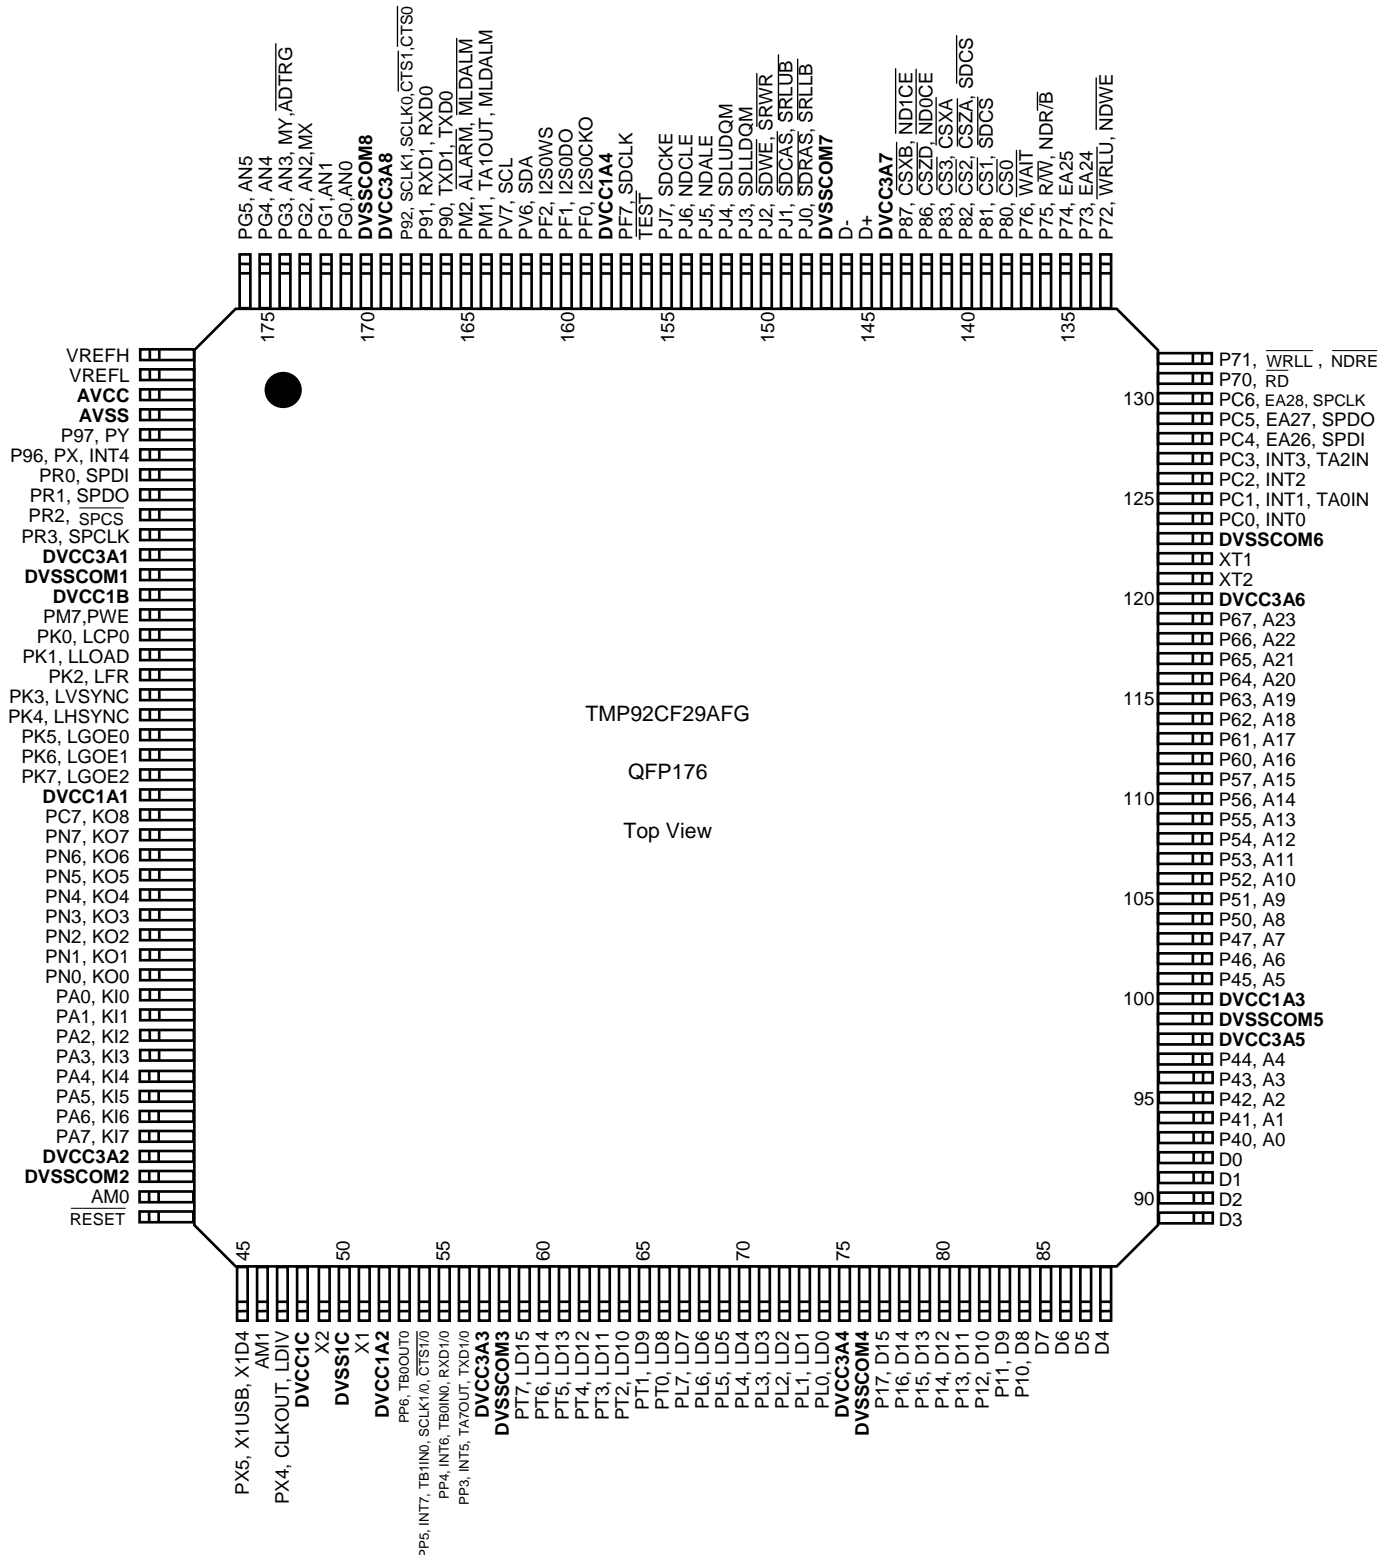 PG5, AN5
PG4, AN4
PG3, AN3, MY,ADTRG
PG2, AN2,MX
PG1,AN1
PG0,AN0
DVSSCOM8
DVCC3A8
P92, SCLK1,SCLK0,CTS1,CTS0
P91, RXD1, RXD0
P90, TXD1, TXD0
PM2, ALARM, MLDALM
PM1, TA1OUT, MLDALM
PV7, SCL
PV6, SDA
PF2, I2S0WS
PF1, I2S0DO
PF0, I2S0CKO
DVCC1A4
PF7, SDCLK
TEST
PJ7, SDCKE
PJ6, NDCLE
PJ5, NDALE
PJ4, SDLUDQM
PJ3, SDLLDQM
PJ2, SDWE, SRWR
PJ1, SDCAS, SRLUB
PJ0, SDRAS, SRLLB
DVSSCOM7
D-
D+
DVCC3A7
P87, CSXB, ND1CE
P86, CSZD, ND0CE
P83, CS3, CSXA
P82, CS2, CSZA, SDCS
P81, CS1, SDCS
P80, CS0
P76, WAIT
P75, R/W, NDR/B
P74, EA25
P73, EA24
P72, WRLU, NDWE
175
170
165
160
155
150
145
140
135
VREFH
VREFL
AVCC
AVSS
P97, PY
P96, PX, INT4
PR0, SPDI
PR1, SPDO
PR2, SPCS
PR3, SPCLK
DVCC3A1
DVSSCOM1
DVCC1B
PM7,PWE
PK0, LCP0
PK1, LLOAD
PK2, LFR
PK3, LVSYNC
PK4, LHSYNC
PK5, LGOE0
PK6, LGOE1
PK7, LGOE2
DVCC1A1
PC7, KO8
PN7, KO7
PN6, KO6
PN5, KO5
PN4, KO4
PN3, KO3
PN2, KO2
PN1, KO1
PN0, KO0
PA0, KI0
PA1, KI1
PA2, KI2
PA3, KI3
PA4, KI4
PA5, KI5
PA6, KI6
PA7, KI7
DVCC3A2
DVSSCOM2
AM0
RESET
TMP92CF29AFG
QFP176
Top View
P71, WRLL , NDRE
P70, RD
130 PC6, EA28, SPCLK
PC5, EA27, SPDO
PC4, EA26, SPDI
PC3, INT3, TA2IN
PC2, INT2
125 PC1, INT1, TA0IN
PC0, INT0
DVSSCOM6
XT1
XT2
120 DVCC3A6
P67, A23
P66, A22
P65, A21
P64, A20
115 P63, A19
P62, A18
P61, A17
P60, A16
P57, A15
110 P56, A14
P55, A13
P54, A12
P53, A11
P52, A10
105 P51, A9
P50, A8
P47, A7
P46, A6
P45, A5
100 DVCC1A3
DVSSCOM5
DVCC3A5
P44, A4
P43, A3
95 P42, A2
P41, A1
P40, A0
D0
D1
90 D2
D3
45
50
55
60
65
70
75
80
85
PX5, X1USB, X1D4
AM1
PX4, CLKOUT, LDIV
DVCC1C
X2
DVSS1C
X1
DVCC1A2
PP6, TB0OUT0
PP5, INT7, TB1IN0, SCLK1/0, CTS1/0
PP4, INT6, TB0IN0, RXD1/0
PP3, INT5, TA7OUT, TXD1/0
DVCC3A3
DVSSCOM3
PT7, LD15
PT6, LD14
PT5, LD13
PT4, LD12
PT3, LD11
PT2, LD10
PT1, LD9
PT0, LD8
PL7, LD7
PL6, LD6
PL5, LD5
PL4, LD4
PL3, LD3
PL2, LD2
PL1, LD1
PL0, LD0
DVCC3A4
DVSSCOM4
P17, D15
P16, D14
P15, D13
P14, D12
P13, D11
P12, D10
P11, D9
P10, D8
D7
D6
D5
D4